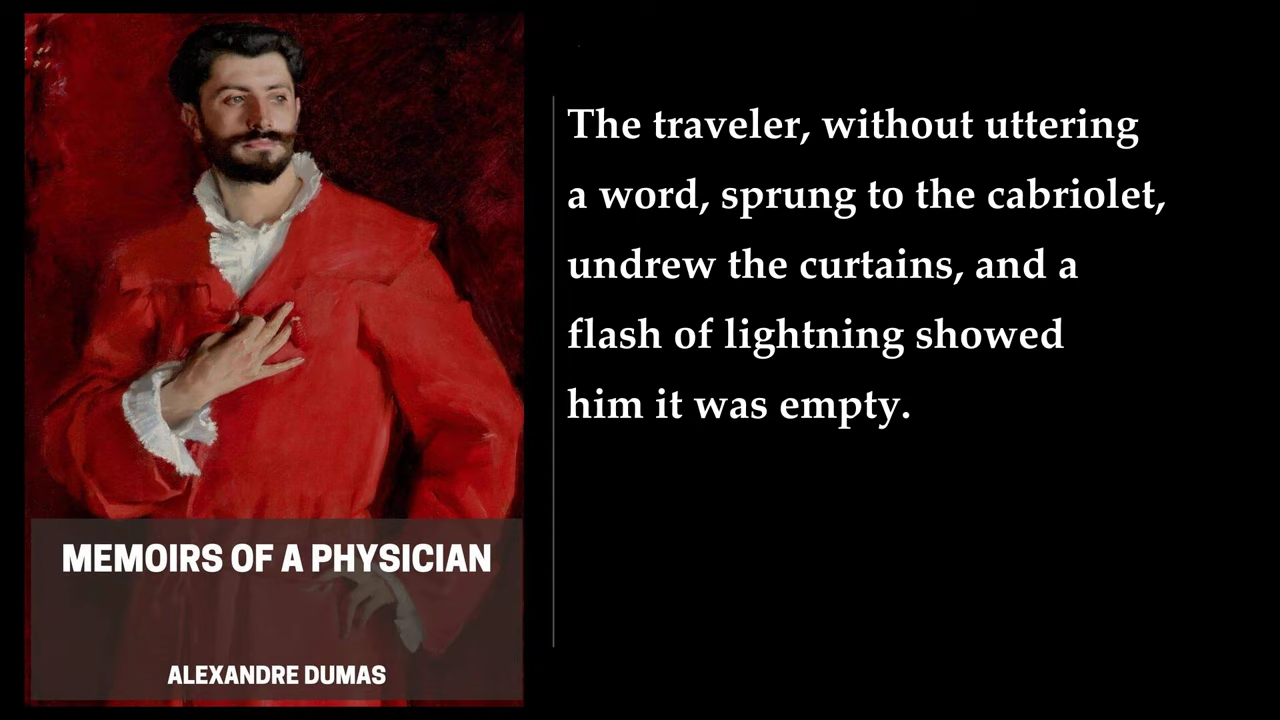 MEMOIRS OF A PHYSICIAN
ALEXANDRE DUMAS
The traveler, without uttering
a word, sprung to the cabriolet,
undrew the curtains, and a
flash of lightning showed
him it was empty.